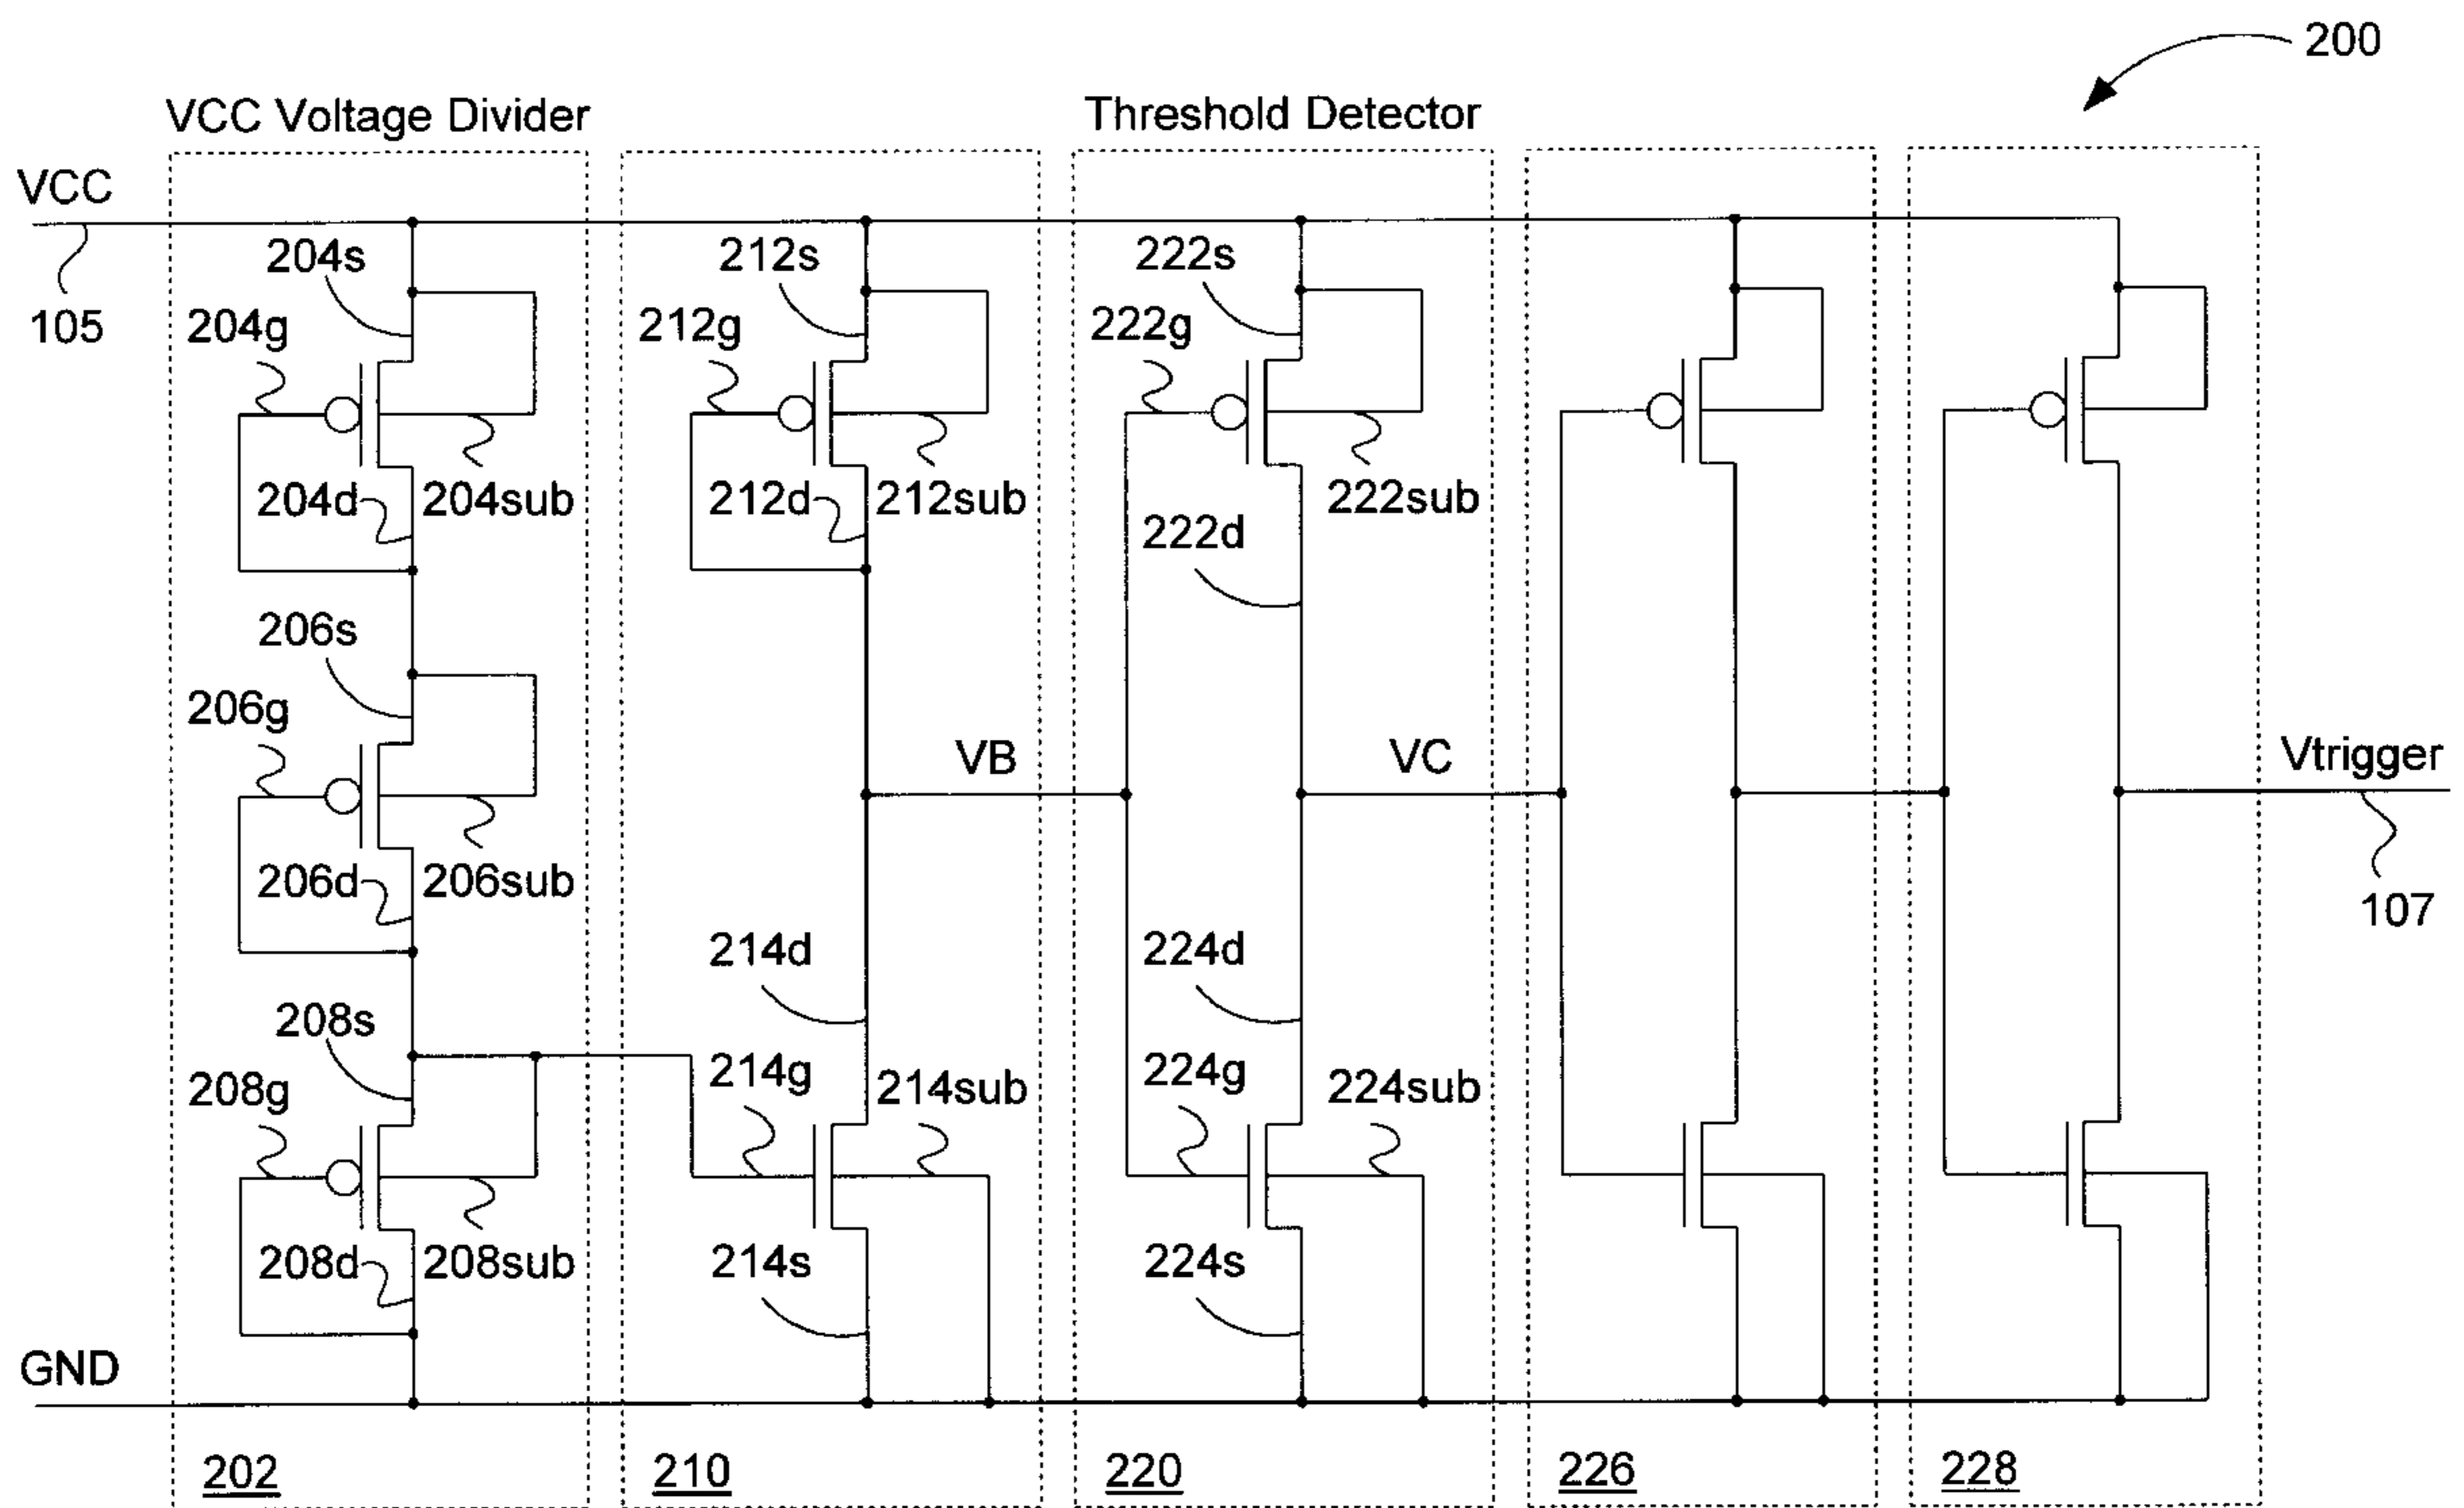 200
VCC Voltage Divider
Threshold Detector
VCC
105
204s
204g
204d
204sub
206s
206g
206d
206sub
208s
208g
208d
208sub
212s
212g
212d
212sub
VB
214d
214g
214sub
214s
222s
222g
222sub
222d
VC
224d
224g
224sub
224s
Vtrigger
107
GND
202
210
220
226
228